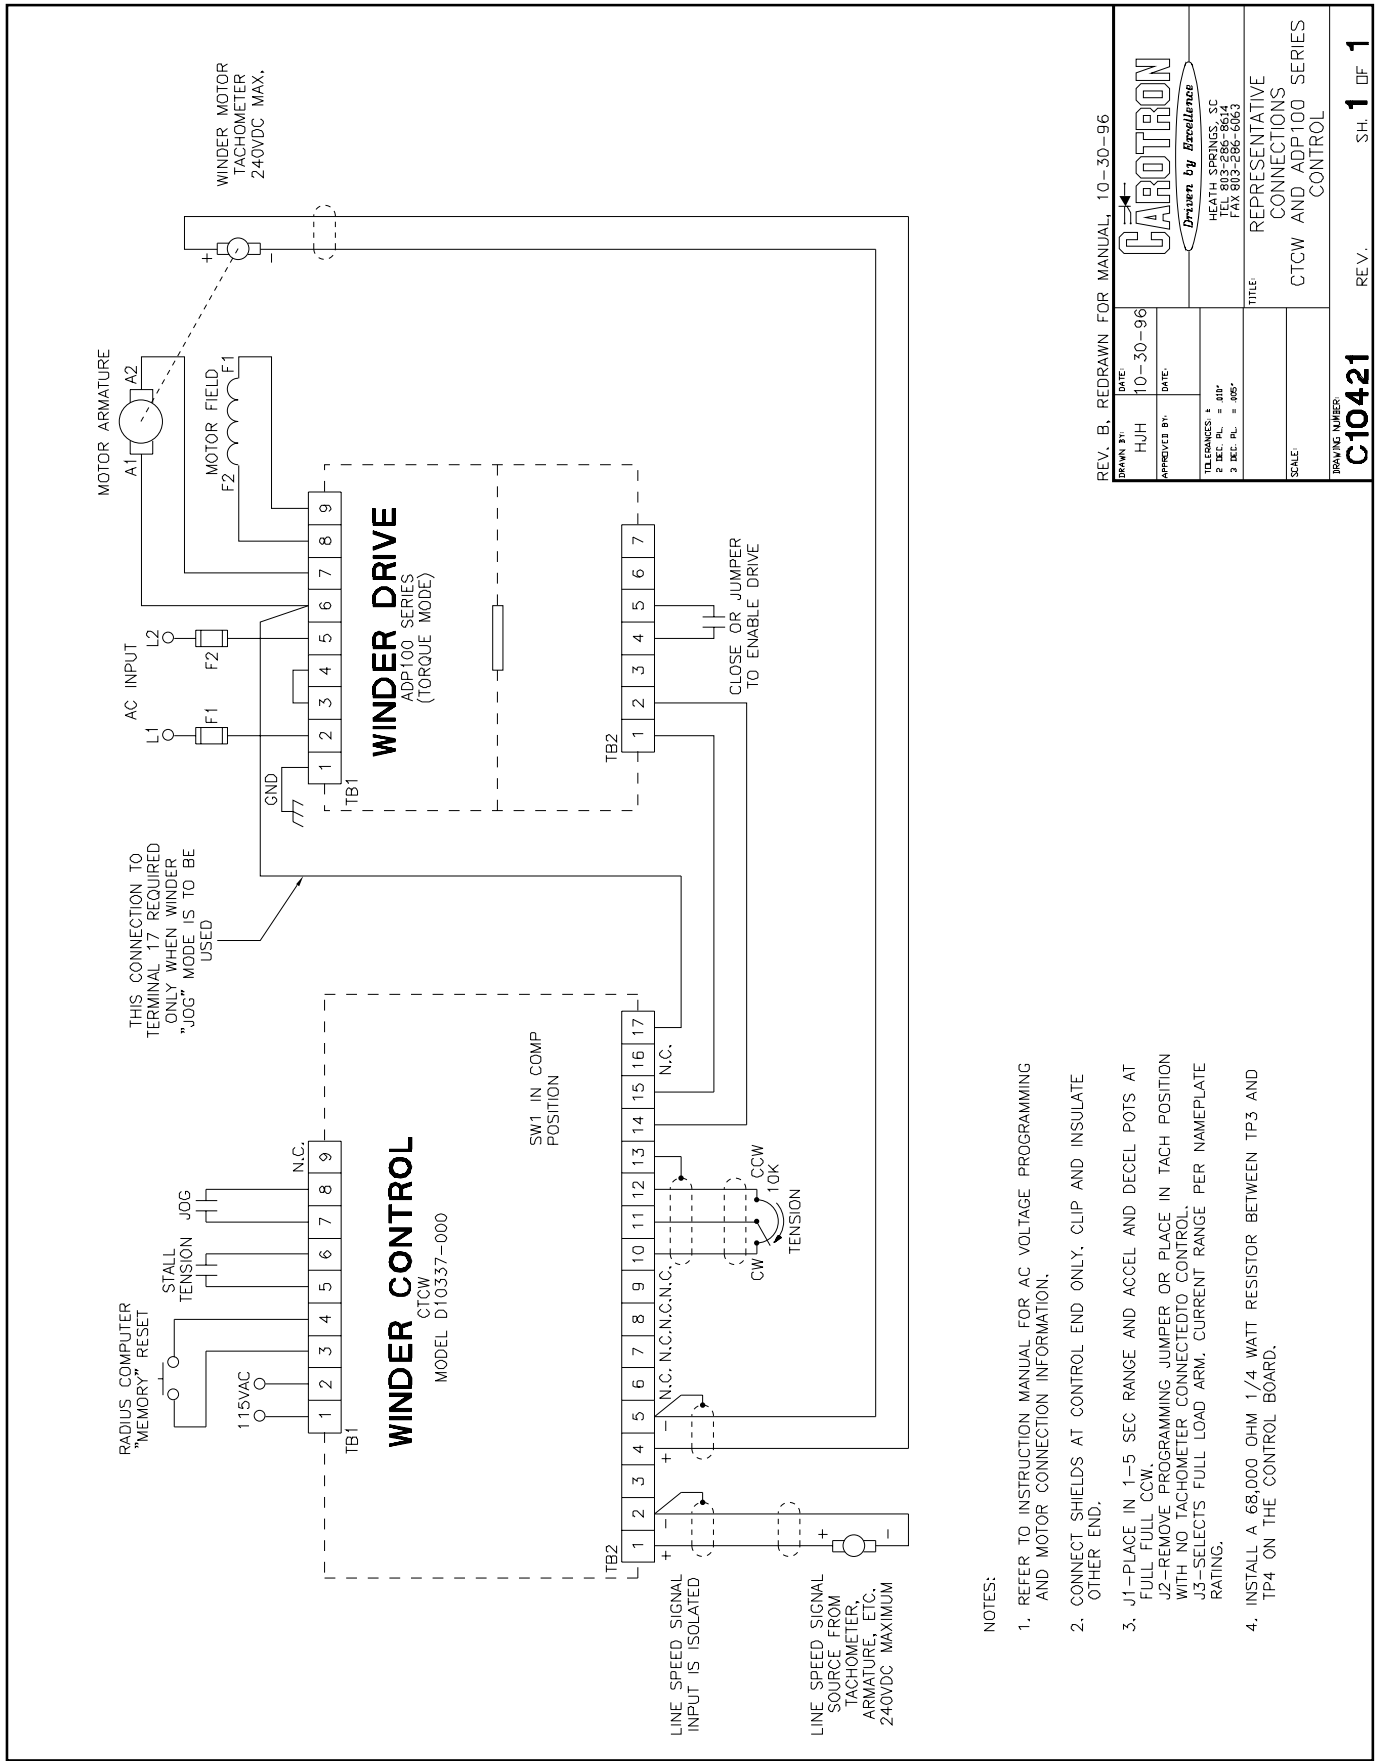 RADIUS COMPUTER
"MEMORY" RESET
115VAC
STALL
TENSION
JOG
N.C.
1 2 3 4 5 6 7 8 9
TB1
WINDER CONTROL
CTCW
MODEL D10337-000
SW1 IN COMP
POSITION
TB2
1 2 3 4 5 6 7 8 9 10 11 12 13 14 15 16 17
+ - + - N.C. N.C. N.C. N.C. N.C.
CW CCW
10K
TENSION
LINE SPEED SIGNAL
INPUT IS ISOLATED
LINE SPEED SIGNAL
SOURCE FROM
TACHOMETER,
ARMATURE, ETC.
240VDC MAXIMUM
+ -
THIS CONNECTION TO
TERMINAL 17 REQUIRED
ONLY WHEN WINDER
"JOG" MODE IS TO BE
USED
AC INPUT
L1 L2
F1 F2
GND
MOTOR ARMATURE
A1 A2
MOTOR FIELD
F2 F1
WINDER MOTOR
TACHOMETER
240VDC MAX.
+ -
1 2 3 4 5 6 7 8 9
TB1
WINDER DRIVE
ADP100 SERIES
(TORQUE MODE)
TB2
1 2 3 4 5 6 7
CLOSE OR JUMPER
TO ENABLE DRIVE
NOTES:
1. REFER TO INSTRUCTION MANUAL FOR AC VOLTAGE PROGRAMMING
AND MOTOR CONNECTION INFORMATION.
2. CONNECT SHIELDS AT CONTROL END ONLY. CLIP AND INSULATE
OTHER END.
3. J1-PLACE IN 1-5 SEC RANGE AND ACCEL AND DECEL POTS AT
FULL FULL CCW.
J2-REMOVE PROGRAMMING JUMPER OR PLACE IN TACH POSITION
WITH NO TACHOMETER CONNECTEDTO CONTROL.
J3-SELECTS FULL LOAD ARM. CURRENT RANGE PER NAMEPLATE
RATING.
4. INSTALL A 68,000 OHM 1/4 WATT RESISTOR BETWEEN TP3 AND
TP4 ON THE CONTROL BOARD.
REV. B, REDRAWN FOR MANUAL, 10-30-96
DRAWN BY:
HJH
DATE:
10-30-96
APPROVED BY:
DATE:
TOLERANCES: ±
2 DEC. PL. = .010"
3 DEC. PL. = .005"
SCALE:
CAROTRON
Driven by Excellence
HEATH SPRINGS, SC
TEL 803-286-8614
FAX 803-286-6063
TITLE:
REPRESENTATIVE
CONNECTIONS
CTCW AND ADP100 SERIES
CONTROL
DRAWING NUMBER:
C10421
REV.
SH. 1 OF 1